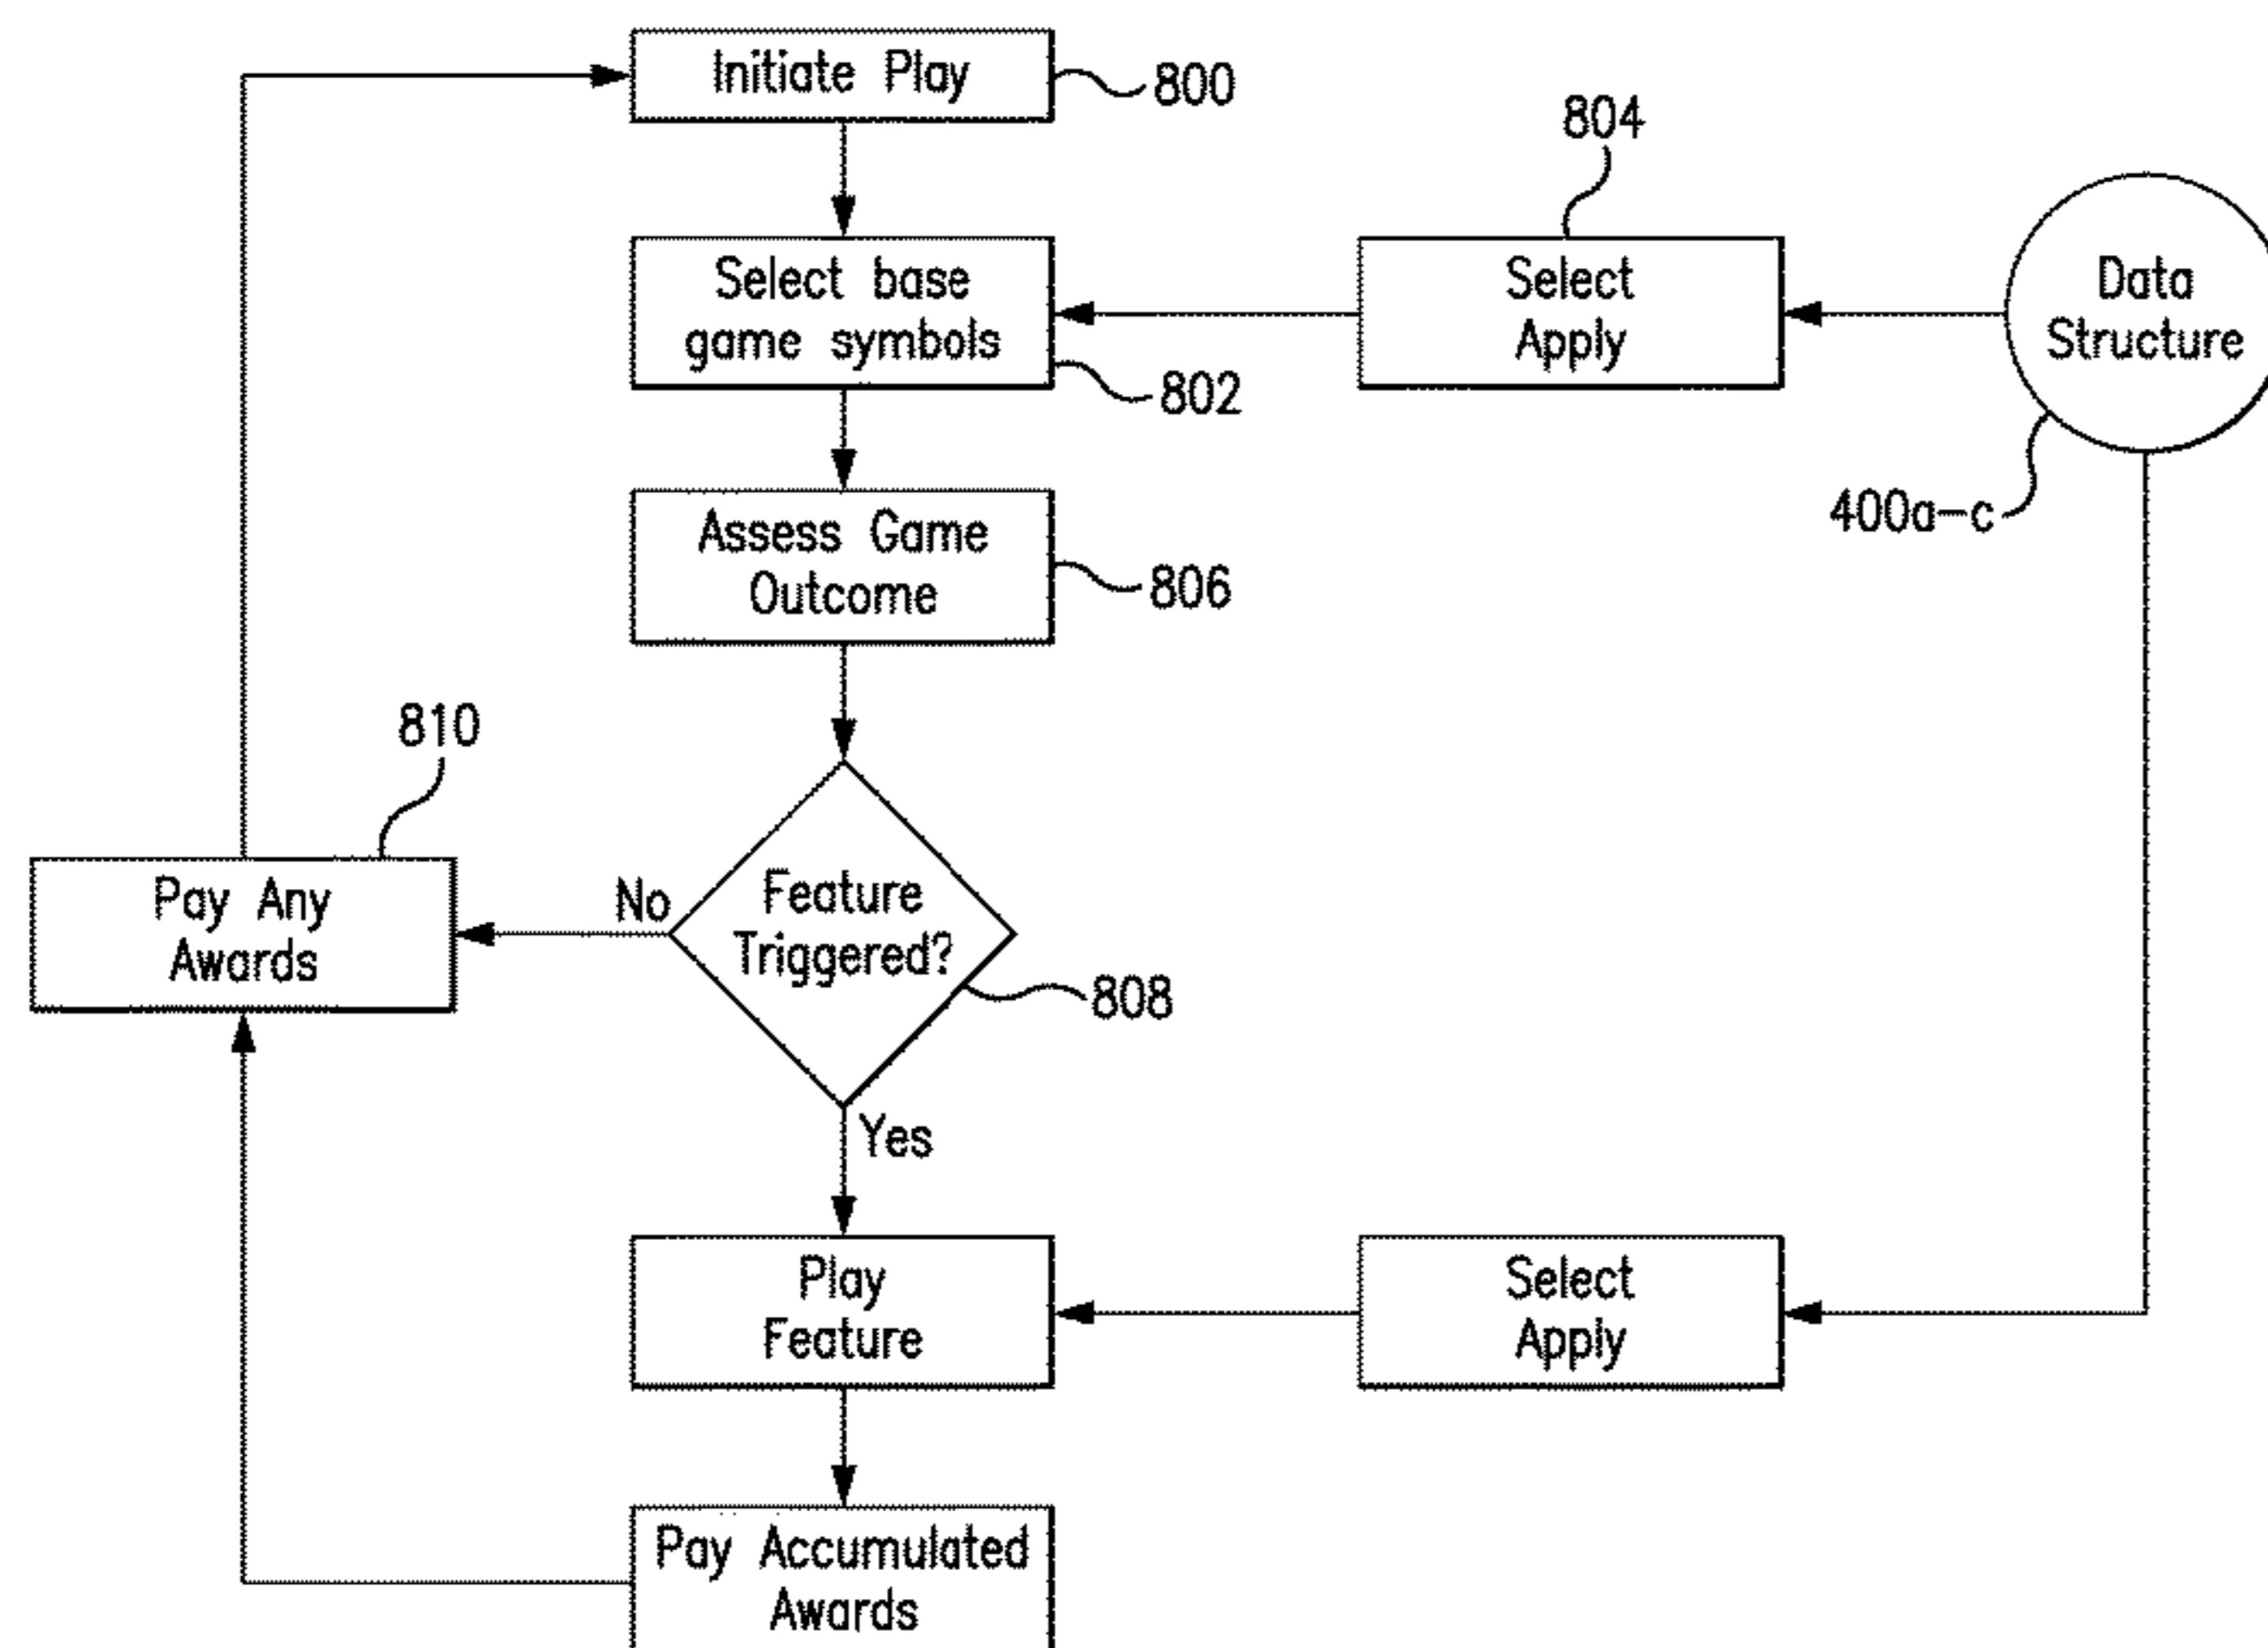 Initiate Play
800
804
Select base
game symbols
802
Select
Apply
Data
Structure
400a-c
Assess Game
Outcome
806
810
Pay Any
Awards
No
Feature
Triggered?
808
Yes
Play
Feature
Select
Apply
Pay Accumulated
Awards